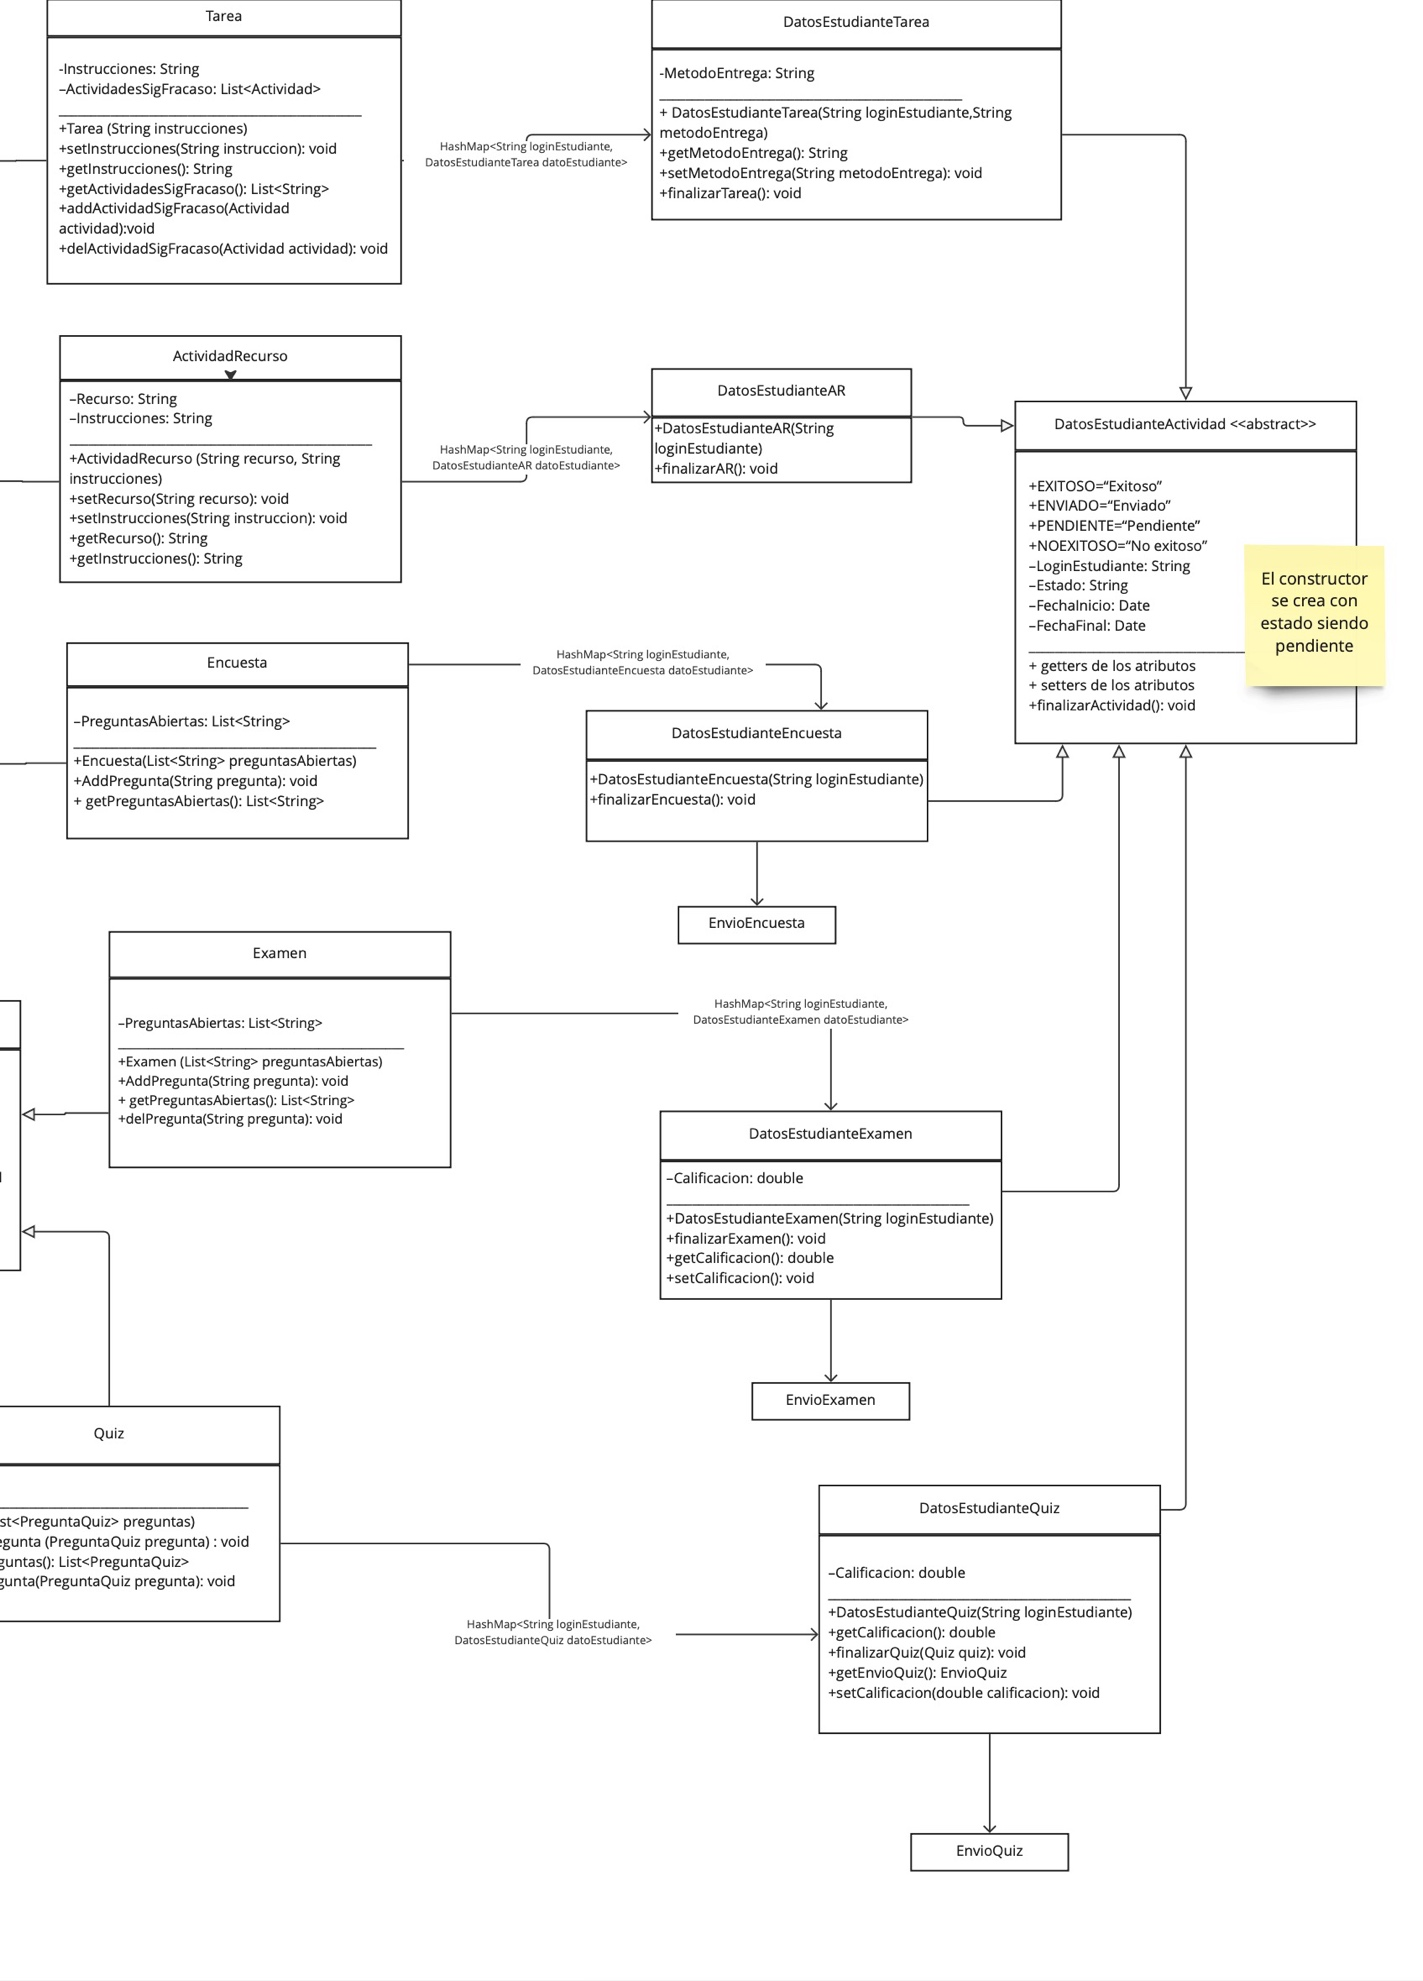 Tarea
-Instrucciones: String
–ActividadesSigFracaso: List<Actividad>
+Tarea (String instrucciones)
+setInstrucciones(String instruccion): void
+getInstrucciones(): String
+getActividadesSigFracaso(): List<String>
+addActividadSigFracaso(Actividad
actividad):void
+delActividadSigFracaso(Actividad actividad): void
HashMap<String loginEstudiante,
DatosEstudianteTarea datoEstudiante>
DatosEstudianteTarea
-MetodoEntrega: String
+ DatosEstudianteTarea(String loginEstudiante,String
metodoEntrega)
+getMetodoEntrega(): String
+setMetodoEntrega(String metodoEntrega): void
+finalizarTarea(): void
ActividadRecurso
–Recurso: String
–Instrucciones: String
+ActividadRecurso (String recurso, String
instrucciones)
+setRecurso(String recurso): void
+setInstrucciones(String instruccion): void
+getRecurso(): String
+getInstrucciones(): String
HashMap<String loginEstudiante,
DatosEstudianteAR datoEstudiante>
DatosEstudianteAR
+DatosEstudianteAR(String
loginEstudiante)
+finalizarAR(): void
DatosEstudianteActividad <<abstract>>
+EXITOSO=“Exitoso”
+ENVIADO=“Enviado”
+PENDIENTE=“Pendiente”
+NOEXITOSO=“No exitoso”
–LoginEstudiante: String
–Estado: String
–FechaInicio: Date
–FechaFinal: Date
+ getters de los atributos
+ setters de los atributos
+finalizarActividad(): void
El constructor
se crea con
estado siendo
pendiente
Encuesta
–PreguntasAbiertas: List<String>
+Encuesta(List<String> preguntasAbiertas)
+AddPregunta(String pregunta): void
+ getPreguntasAbiertas(): List<String>
HashMap<String loginEstudiante,
DatosEstudianteEncuesta datoEstudiante>
DatosEstudianteEncuesta
+DatosEstudianteEncuesta(String loginEstudiante)
+finalizarEncuesta(): void
EnvioEncuesta
Examen
–PreguntasAbiertas: List<String>
+Examen (List<String> preguntasAbiertas)
+AddPregunta(String pregunta): void
+ getPreguntasAbiertas(): List<String>
+delPregunta(String pregunta): void
HashMap<String loginEstudiante,
DatosEstudianteExamen datoEstudiante>
DatosEstudianteExamen
–Calificacion: double
+DatosEstudianteExamen(String loginEstudiante)
+finalizarExamen(): void
+getCalificacion(): double
+setCalificacion(): void
EnvioExamen
Quiz
st<PreguntaQuiz> preguntas)
egunta (PreguntaQuiz pregunta) : void
guntas(): List<PreguntaQuiz>
gunta(PreguntaQuiz pregunta): void
HashMap<String loginEstudiante,
DatosEstudianteQuiz datoEstudiante>
DatosEstudianteQuiz
–Calificacion: double
+DatosEstudianteQuiz(String loginEstudiante)
+getCalificacion(): double
+finalizarQuiz(Quiz quiz): void
+getEnvioQuiz(): EnvioQuiz
+setCalificacion(double calificacion): void
EnvioQuiz